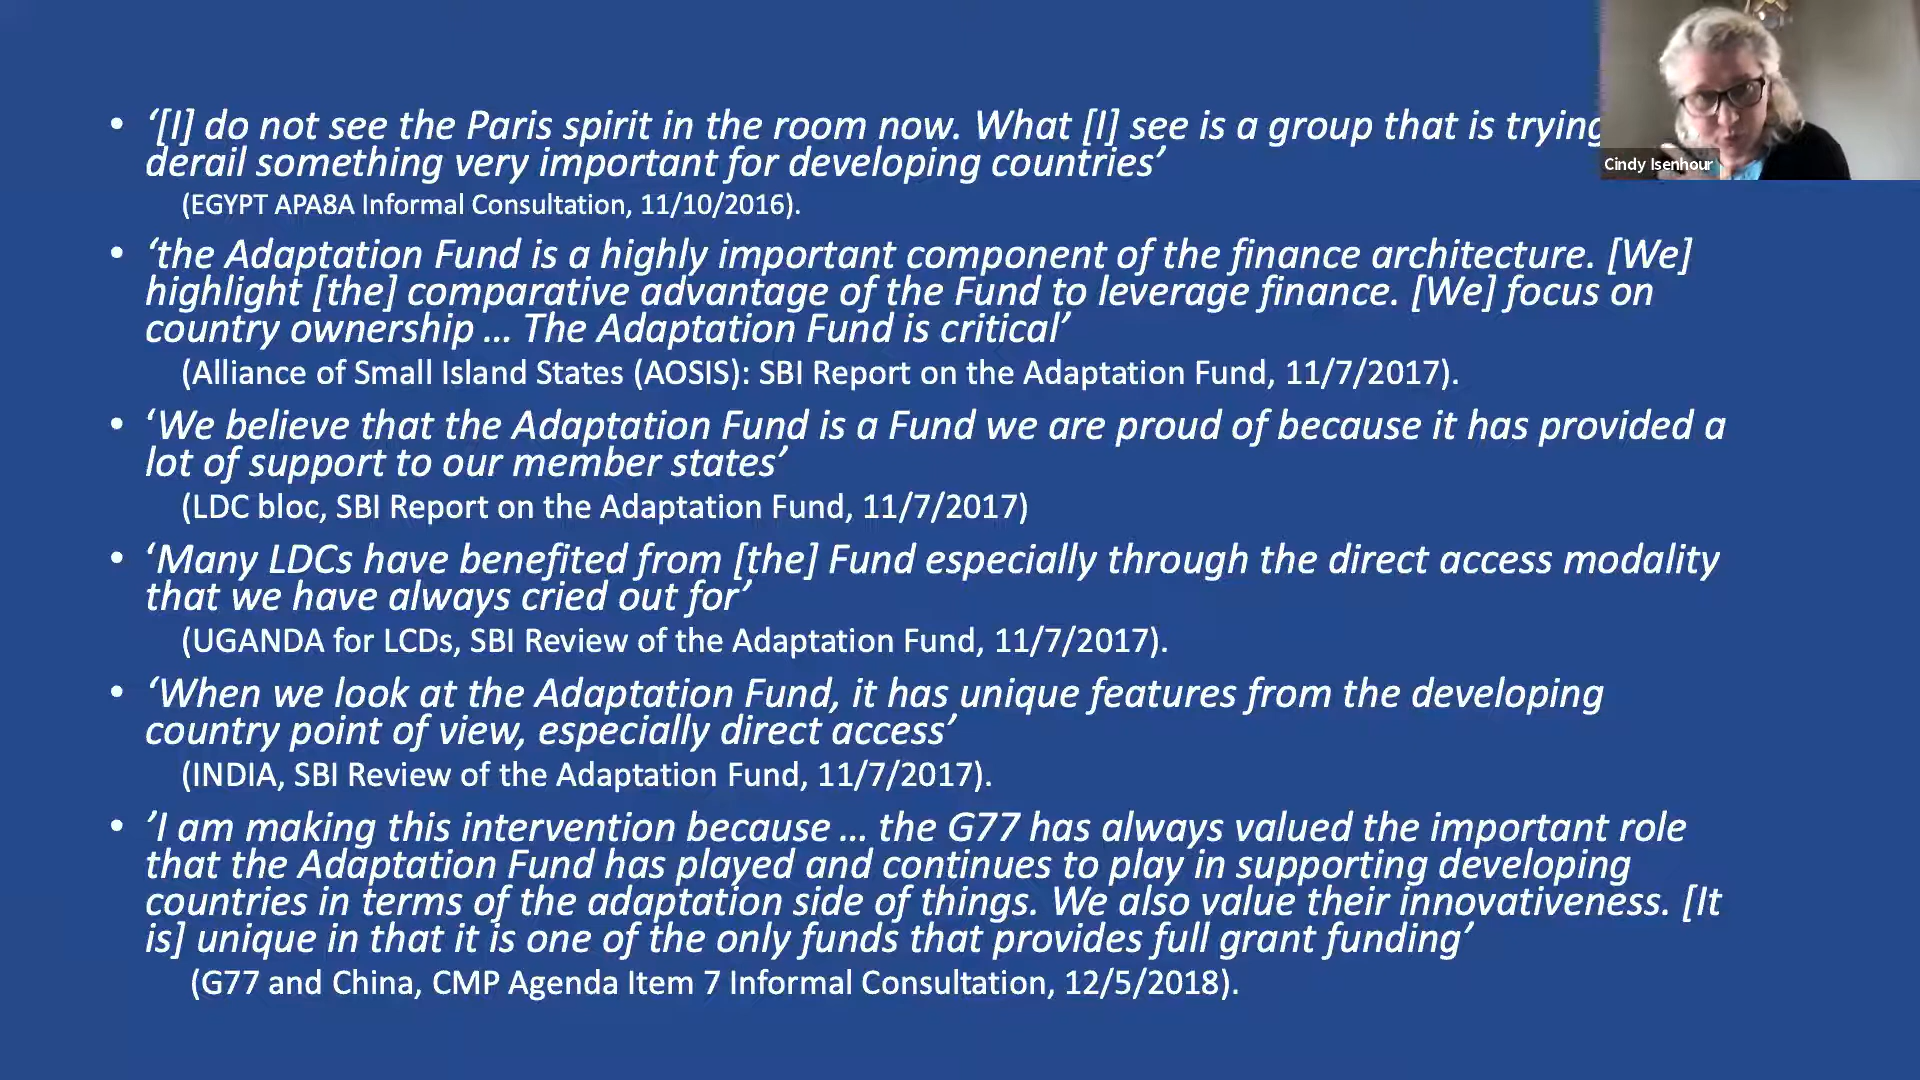 • ‘[I] do not see the Paris spirit in the room now. What [I] see is a group that is trying
derail something very important for developing countries’
(EGYPT APA8A Informal Consultation, 11/10/2016).
• ‘the Adaptation Fund is a highly important component of the finance architecture. [We]
highlight [the] comparative advantage of the Fund to leverage finance. [We] focus on
country ownership … The Adaptation Fund is critical’
(Alliance of Small Island States (AOSIS): SBI Report on the Adaptation Fund, 11/7/2017).
• ‘We believe that the Adaptation Fund is a Fund we are proud of because it has provided a
lot of support to our member states’
(LDC bloc, SBI Report on the Adaptation Fund, 11/7/2017)
• ‘Many LDCs have benefited from [the] Fund especially through the direct access modality
that we have always cried out for’
(UGANDA for LCDs, SBI Review of the Adaptation Fund, 11/7/2017).
• ‘When we look at the Adaptation Fund, it has unique features from the developing
country point of view, especially direct access’
(INDIA, SBI Review of the Adaptation Fund, 11/7/2017).
• ’I am making this intervention because … the G77 has always valued the important role
that the Adaptation Fund has played and continues to play in supporting developing
countries in terms of the adaptation side of things. We also value their innovativeness. [It
is] unique in that it is one of the only funds that provides full grant funding’
(G77 and China, CMP Agenda Item 7 Informal Consultation, 12/5/2018).
Cindy Isenhour